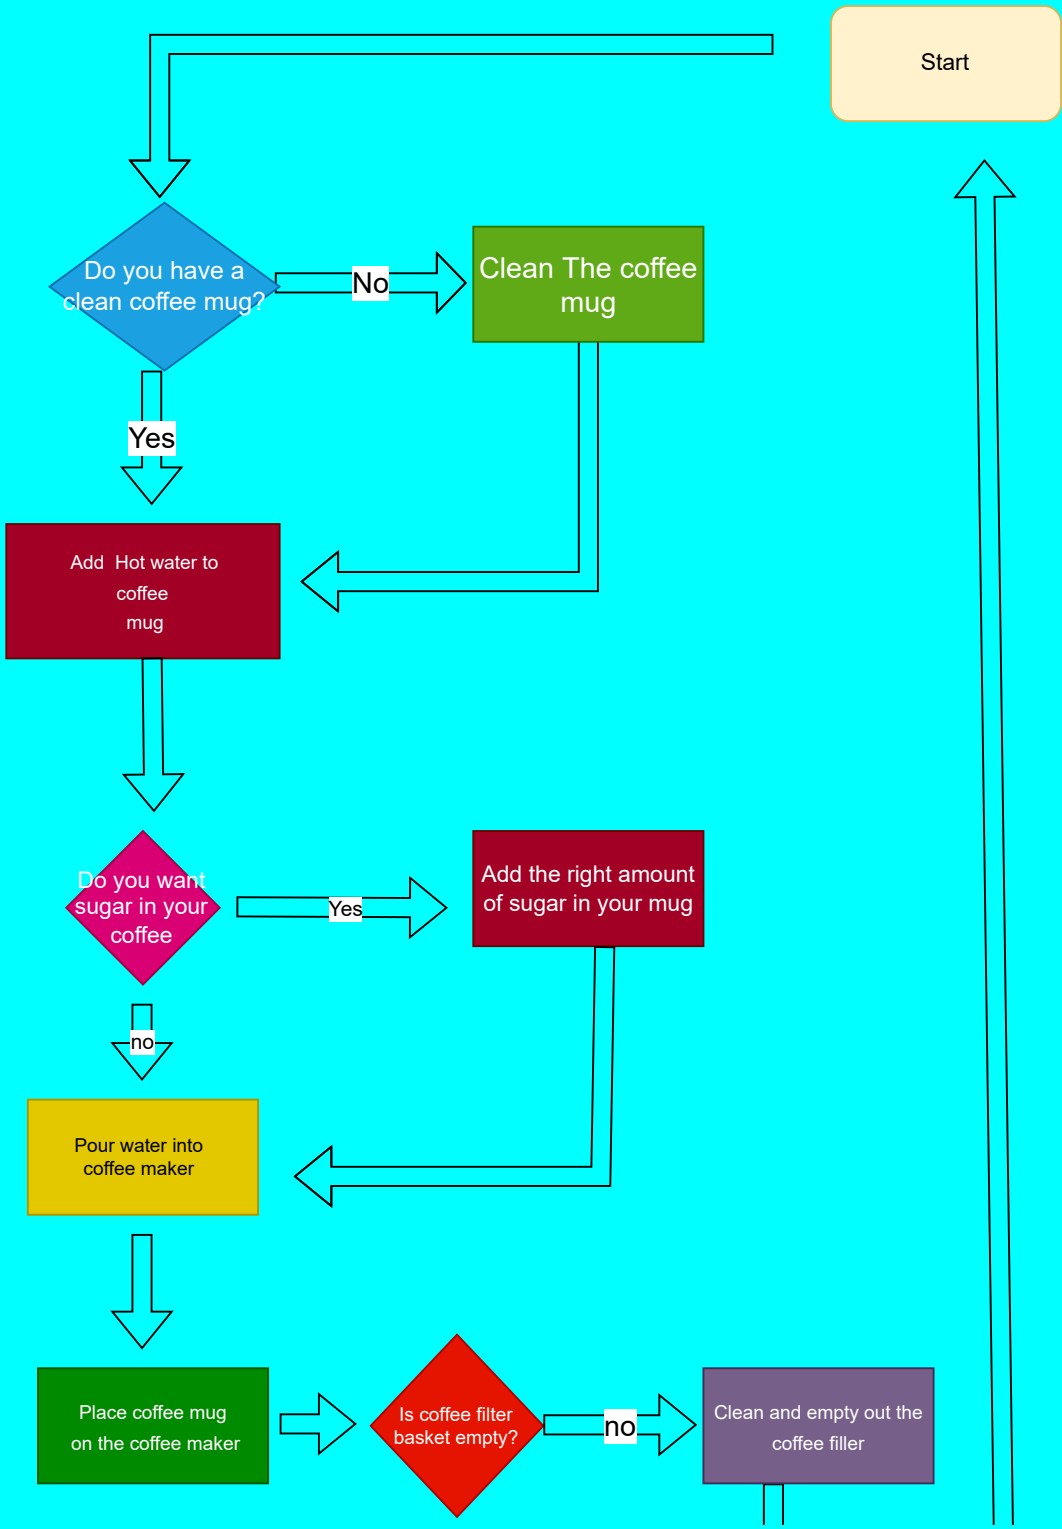 Start
Do you have a
clean coffee mug?
No
Clean The coffee
mug
Yes
Add  Hot water to
coffee
mug
Do you want
sugar in your
coffee
Yes
Add the right amount
of sugar in your mug
no
Pour water into
coffee maker
Place coffee mug
on the coffee maker
Is coffee filter
basket empty?
no
Clean and empty out the
coffee filler